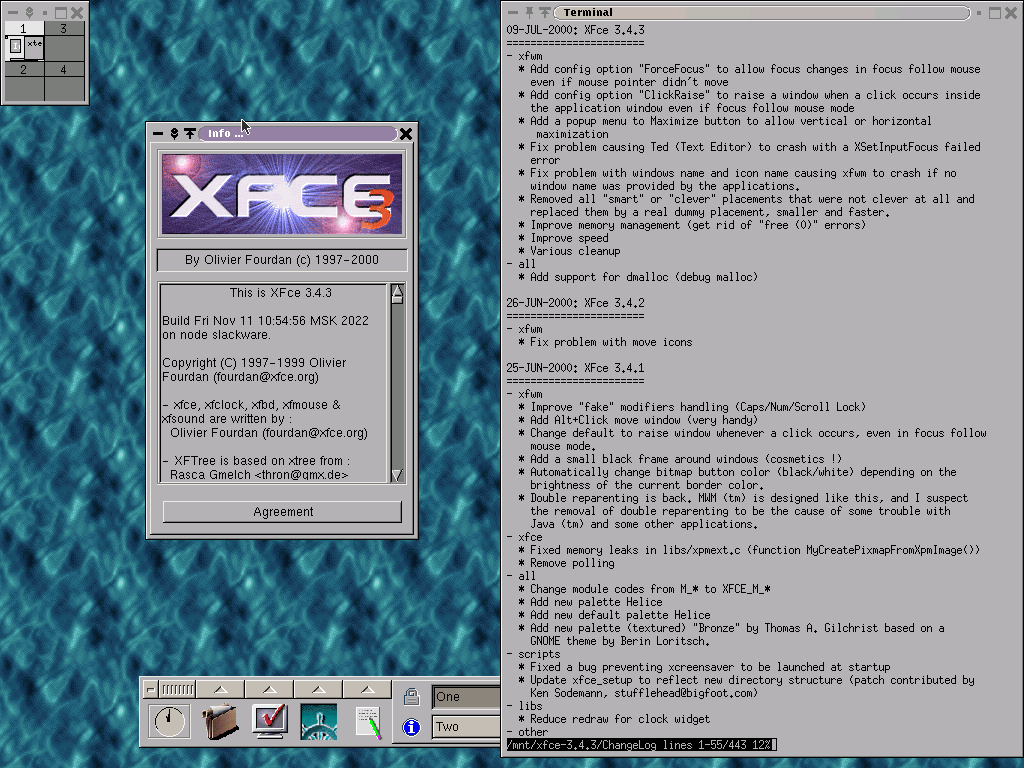 1 3
xte
2 4
Info ...
XFCE 3
By Olivier Fourdan (c) 1997-2000
This is XFce 3.4.3
Build Fri Nov 11 10:54:56 MSK 2022
on node slackware.
Copyright (C) 1997-1999 Olivier
Fourdan (fourdan@xfce.org)
- xfce, xfclock, xfbd, xfmouse &
xfsound are written by :
Olivier Fourdan (fourdan@xfce.org)
- XFTree is based on xtree from :
Rasca Gmelch <thron@gmx.de>
Agreement
One
Two
Terminal
09-JUL-2000: XFce 3.4.3
=======================
- xfwm
* Add config option "ForceFocus" to allow focus changes in focus follow mouse
even if mouse pointer didn't move
* Add config option "ClickRaise" to raise a window when a click occurs inside
the application window even if focus follow mouse mode
* Add a popup menu to Maximize button to allow vertical or horizontal
maximization
* Fix problem causing Ted (Text Editor) to crash with a XSetInputFocus failed
error
* Fix problem with windows name and icon name causing xfwm to crash if no
window name was provided by the applications.
* Removed all "smart" or "clever" placements that were not clever at all and
replaced them by a real dummy placement, smaller and faster.
* Improve memory management (get rid of "free (0)" errors)
* Improve speed
* Various cleanup
- all
* Add support for dmalloc (debug malloc)
26-JUN-2000: XFce 3.4.2
=======================
- xfwm
* Fix problem with move icons
25-JUN-2000: XFce 3.4.1
=======================
- xfwm
* Improve "fake" modifiers handling (Caps/Num/Scroll Lock)
* Add Alt+Click move window (very handy)
* Change default to raise window whenever a click occurs, even in focus follow
mouse mode.
* Add a small black frame around windows (cosmetics !)
* Automatically change bitmap button color (black/white) depending on the
brightness of the current border color.
* Double reparenting is back. MWM (tm) is designed like this, and I suspect
the removal of double reparenting to be the cause of some trouble with
Java (tm) and some other applications.
- xfce
* Fixed memory leaks in libs/xpmext.c (function MyCreatePixmapFromXpmImage())
* Remove polling
- all
* Change module codes from M_* to XFCE_M_*
* Add new palette Helice
* Add new default palette Helice
* Add new palette (textured) "Bronze" by Thomas A. Gilchrist based on a
GNOME theme by Berin Loritsch.
- scripts
* Fixed a bug preventing xcreensaver to be launched at startup
* Update xfce_setup to reflect new directory structure (patch contributed by
Ken Sodemann, stufflehead@bigfoot.com)
- libs
* Reduce redraw for clock widget
- other
/mnt/xfce-3.4.3/ChangeLog lines 1-55/443 12%